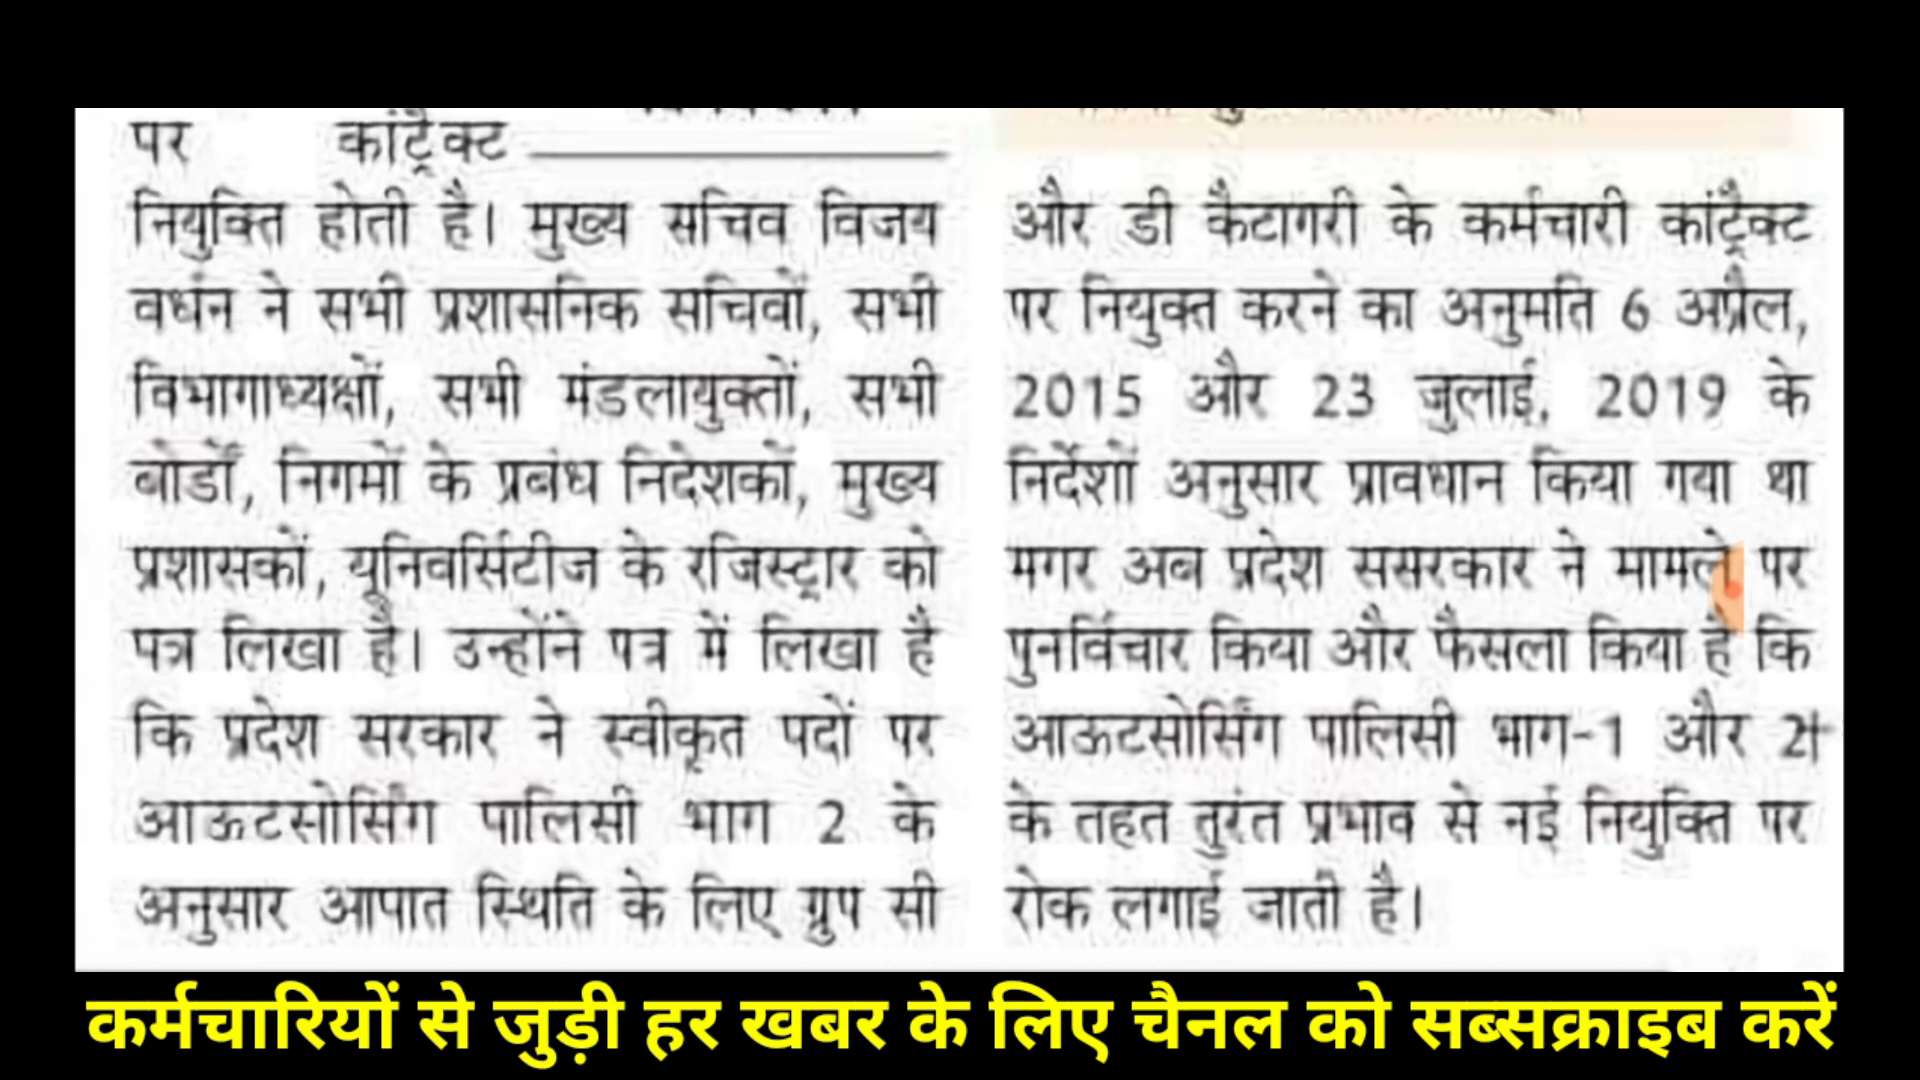 पर कांट्रैक्ट
नियुक्ति होती है। मुख्य सचिव विजय
वर्धन ने सभी प्रशासनिक सचिवों, सभी
विभागाध्यक्षों, सभी मंडलायुक्तों, सभी
बोर्डों, निगमों के प्रबंध निदेशकों, मुख्य
प्रशासकों, यूनिवर्सिटीज के रजिस्ट्रार को
पत्र लिखा है। उन्होंने पत्र में लिखा है
कि प्रदेश सरकार ने स्वीकृत पदों पर
आऊटसोर्सिंग पालिसी भाग 2 के
अनुसार आपात स्थिति के लिए ग्रुप सी
और डी कैटागरी के कर्मचारी कांट्रैक्ट
पर नियुक्त करने का अनुमति 6 अप्रैल,
2015 और 23 जुलाई, 2019 के
निर्देशों अनुसार प्रावधान किया गया था
मगर अब प्रदेश ससरकार ने मामले पर
पुनर्विचार किया और फैसला किया है कि
आऊटसोर्सिंग पालिसी भाग-1 और 2
के तहत तुरंत प्रभाव से नई नियुक्ति पर
रोक लगाई जाती है।
कर्मचारियों से जुड़ी हर खबर के लिए चैनल को सब्सक्राइब करें